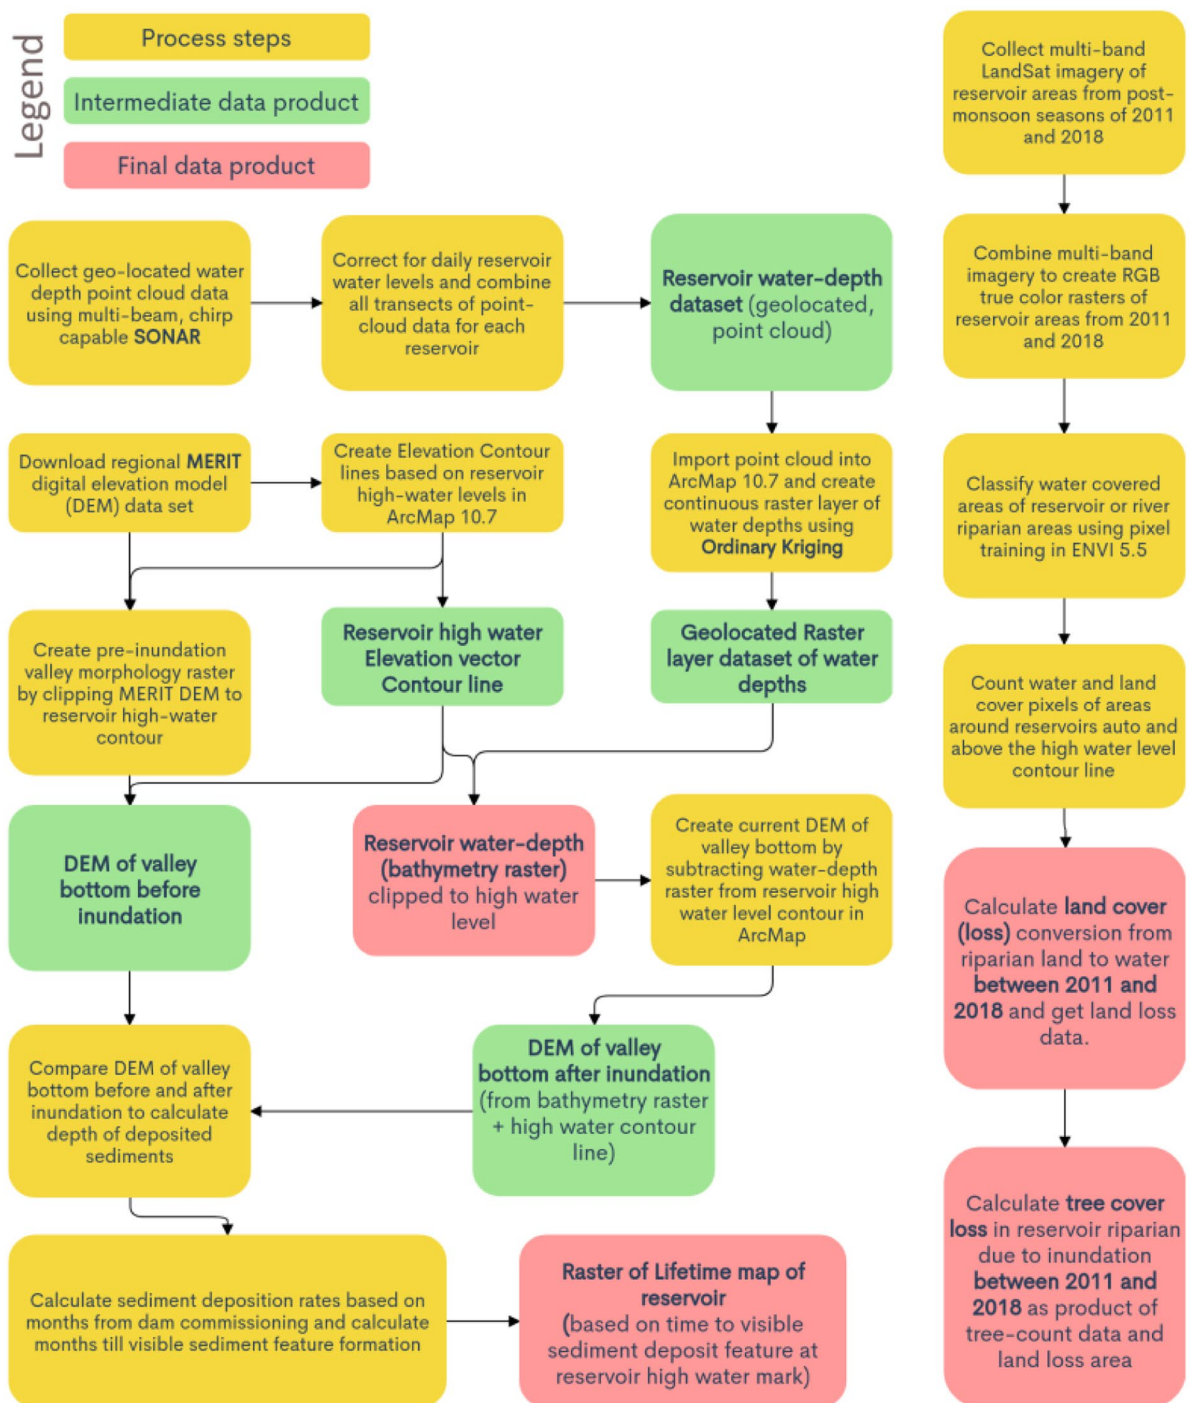 Legend
Process steps
Intermediate data product
Final data product
Collect geo-located water
depth point cloud data
using multi-beam, chirp
capable SONAR
Correct for daily reservoir
water levels and combine
all transects of point-
cloud data for each
reservoir
Reservoir water-depth
dataset (geolocated,
point cloud)
Download regional MERIT
digital elevation model
(DEM) data set
Create Elevation Contour
lines based on reservoir
high-water levels in
ArcMap 10.7
Import point cloud into
ArcMap 10.7 and create
continuous raster layer of
water depths using
Ordinary Kriging
Create pre-inundation
valley morphology raster
by clipping MERIT DEM to
reservoir high-water
contour
Reservoir high water
Elevation vector
Contour line
Geolocated Raster
layer dataset of water
depths
DEM of valley
bottom before
inundation
Reservoir water-depth
(bathymetry raster)
clipped to high water
level
Create current DEM of
valley bottom by
subtracting water-depth
raster from reservoir high
water level contour in
ArcMap
Compare DEM of valley
bottom before and after
inundation to calculate
depth of deposited
sediments
DEM of valley
bottom after inundation
(from bathymetry raster
+ high water contour
line)
Calculate sediment deposition rates based on
months from dam commissioning and calculate
months till visible sediment feature formation
Raster of Lifetime map of
reservoir
(based on time to visible
sediment deposit feature at
reservoir high water mark)
Collect multi-band
LandSat imagery of
reservoir areas from post-
monsoon seasons of 2011
and 2018
Combine multi-band
imagery to create RGB
true color rasters of
reservoir areas from 2011
and 2018
Classify water covered
areas of reservoir or river
riparian areas using pixel
training in ENVI 5.5
Count water and land
cover pixels of areas
around reservoirs auto and
above the high water level
contour line
Calculate land cover
(loss) conversion from
riparian land to water
between 2011 and
2018 and get land loss
data.
Calculate tree cover
loss in reservoir riparian
due to inundation
between 2011 and
2018 as product of
tree-count data and
land loss area